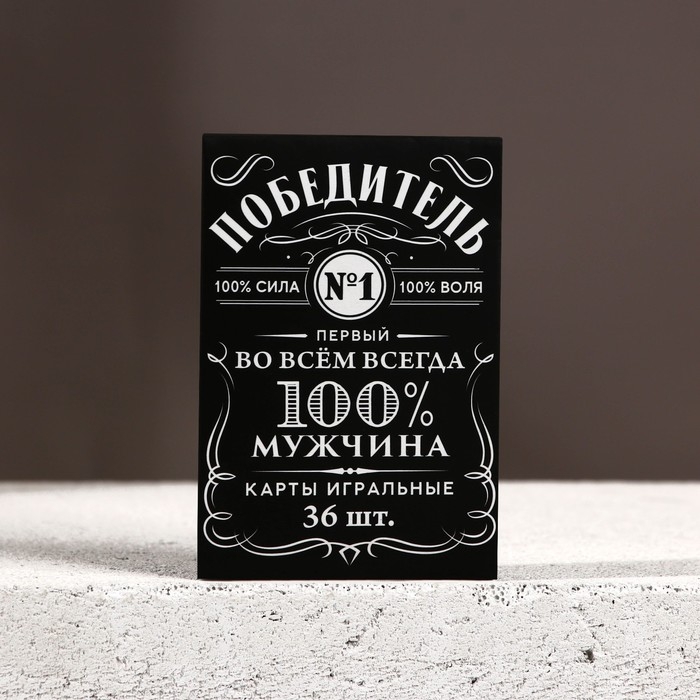 ПОБЕДИТЕЛЬ
100% СИЛА №1 100% ВОЛЯ
ПЕРВЫЙ
ВО ВСЁМ ВСЕГДА
100%
МУЖЧИНА
КАРТЫ ИГРАЛЬНЫЕ
36 шт.